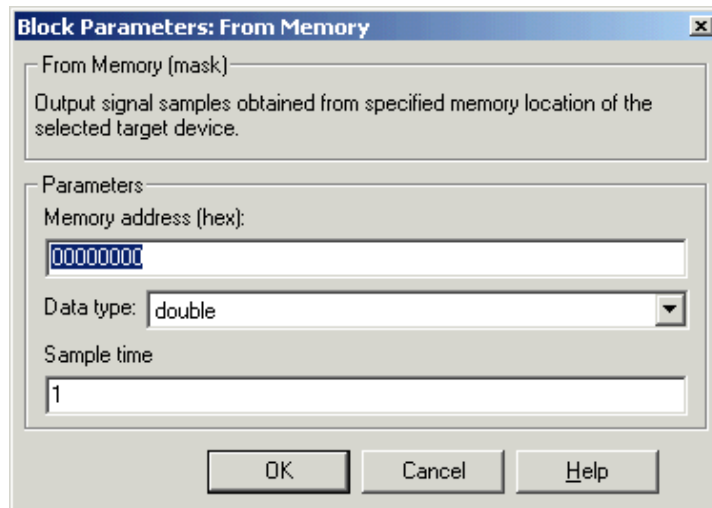 Block Parameters: From Memory
From Memory (mask)
Output signal samples obtained from specified memory location of the
selected target device.
Parameters
Memory address (hex):
00000000
Data type: double
Sample time
1
OK Cancel Help